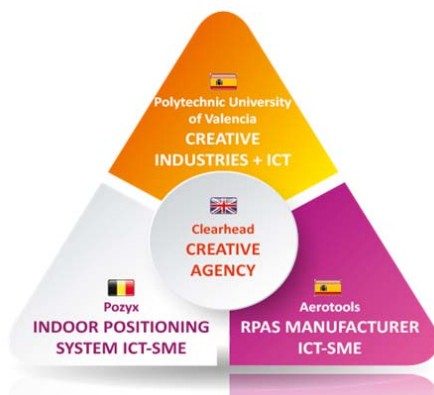 Polytechnic University
of Valencia
CREATIVE
INDUSTRIES + ICT
Clearhead
CREATIVE
AGENCY
Pozyx
INDOOR POSITIONING
SYSTEM ICT-SME
Aerotools
RPAS MANUFACTURER
ICT-SME